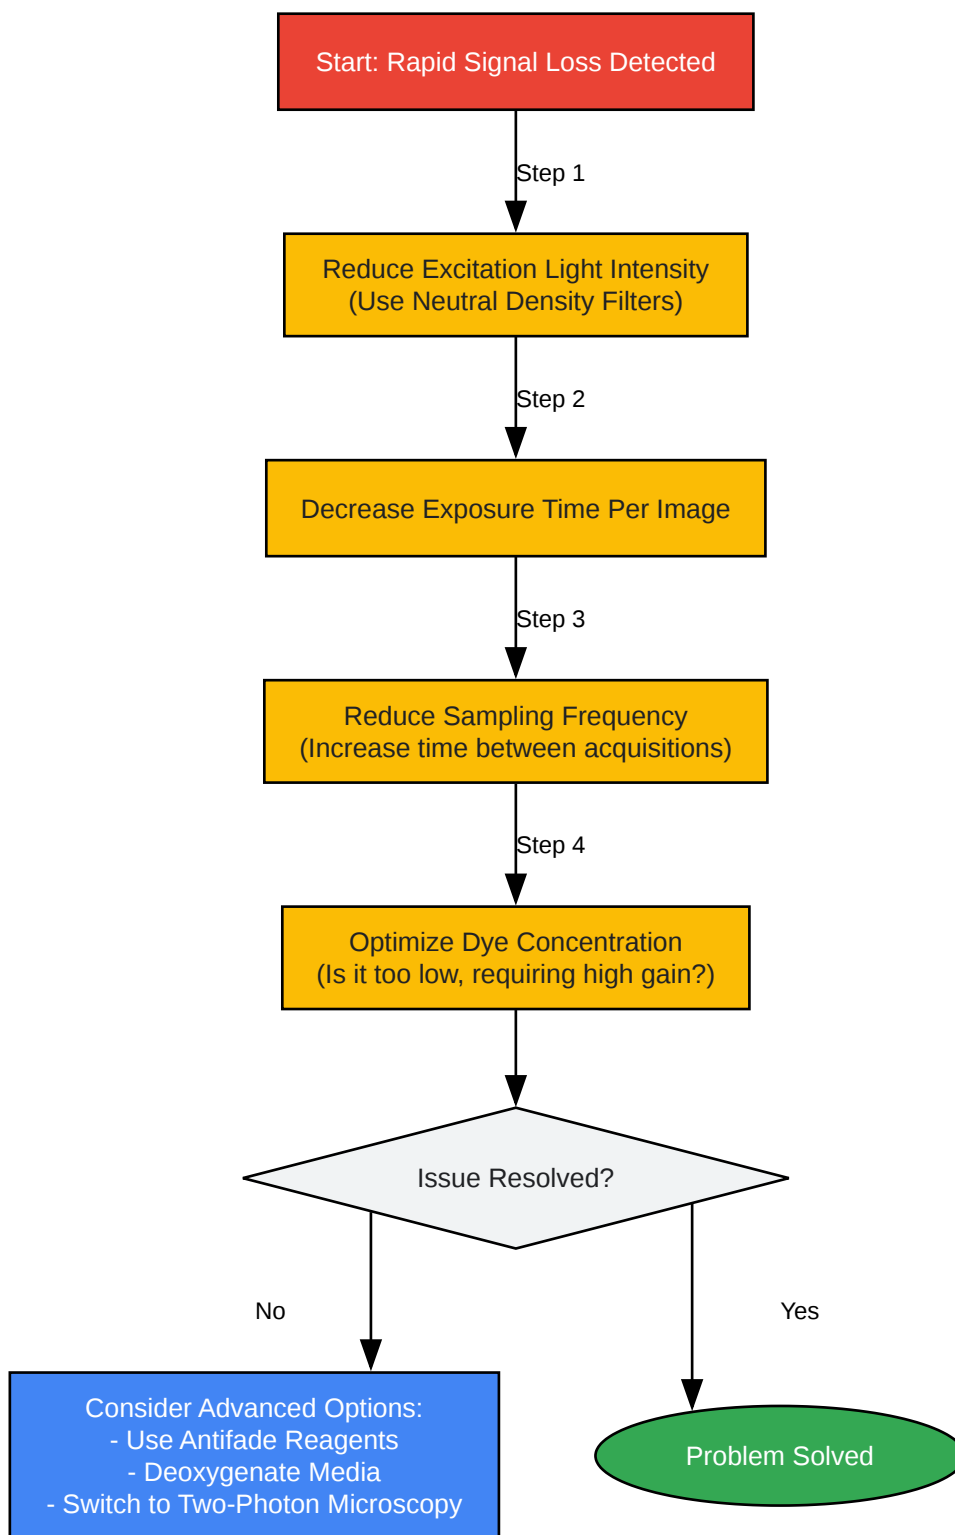 Start: Rapid Signal Loss Detected
Step 1
Reduce Excitation Light Intensity
(Use Neutral Density Filters)
Step 2
Decrease Exposure Time Per Image
Step 3
Reduce Sampling Frequency
(Increase time between acquisitions)
Step 4
Optimize Dye Concentration
(Is it too low, requiring high gain?)
Issue Resolved?
No
Yes
Consider Advanced Options:
- Use Antifade Reagents
- Deoxygenate Media
- Switch to Two-Photon Microscopy
Problem Solved